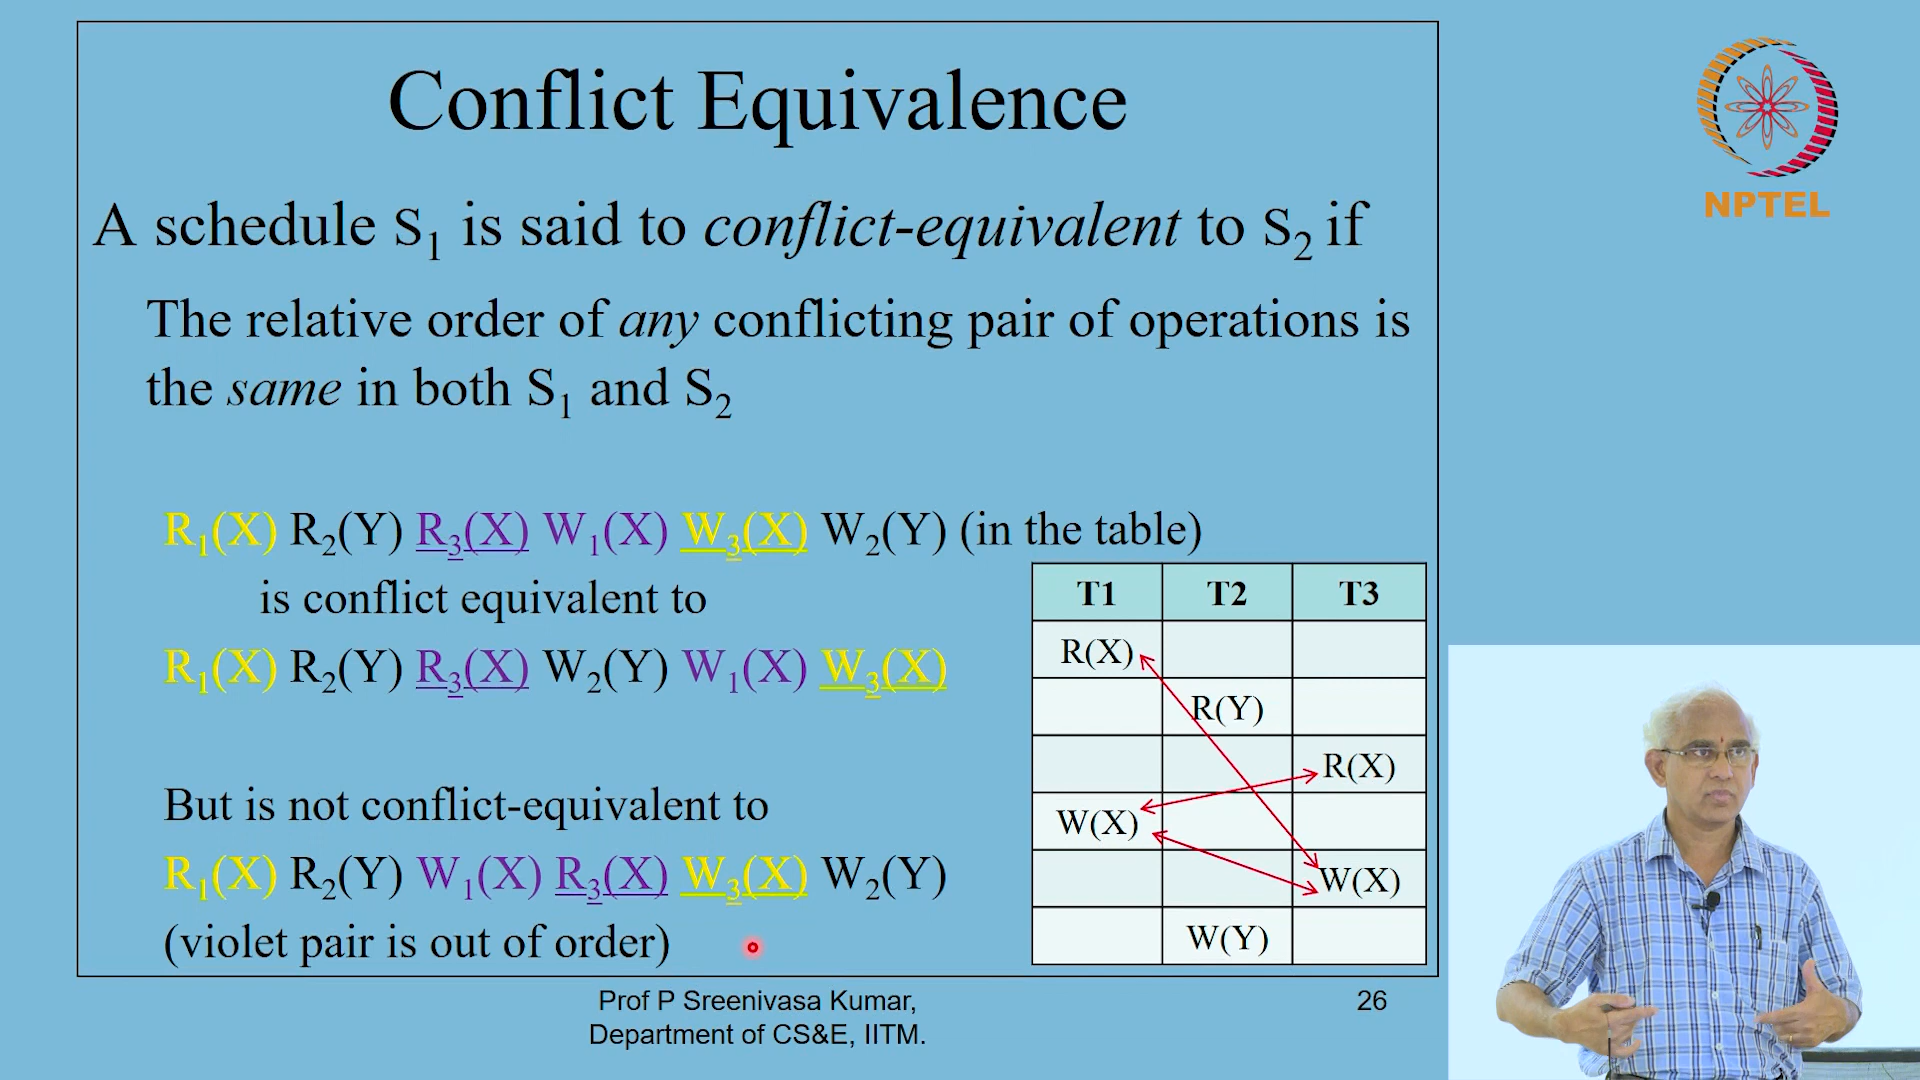 Conflict Equivalence
NPTEL
A schedule S₁ is said to conflict-equivalent to S₂ if
The relative order of any conflicting pair of operations is
the same in both S₁ and S₂
R₁(X) R₂(Y) R₃(X) W₁(X) W₃(X) W₂(Y) (in the table)
is conflict equivalent to
R₁(X) R₂(Y) R₃(X) W₂(Y) W₁(X) W₃(X)
But is not conflict-equivalent to
R₁(X) R₂(Y) W₁(X) R₃(X) W₃(X) W₂(Y)
(violet pair is out of order)
T1 T2 T3
R(X)
R(Y)
R(X)
W(X)
W(X)
W(Y)
Prof P Sreenivasa Kumar,
Department of CS&E, IITM.
26